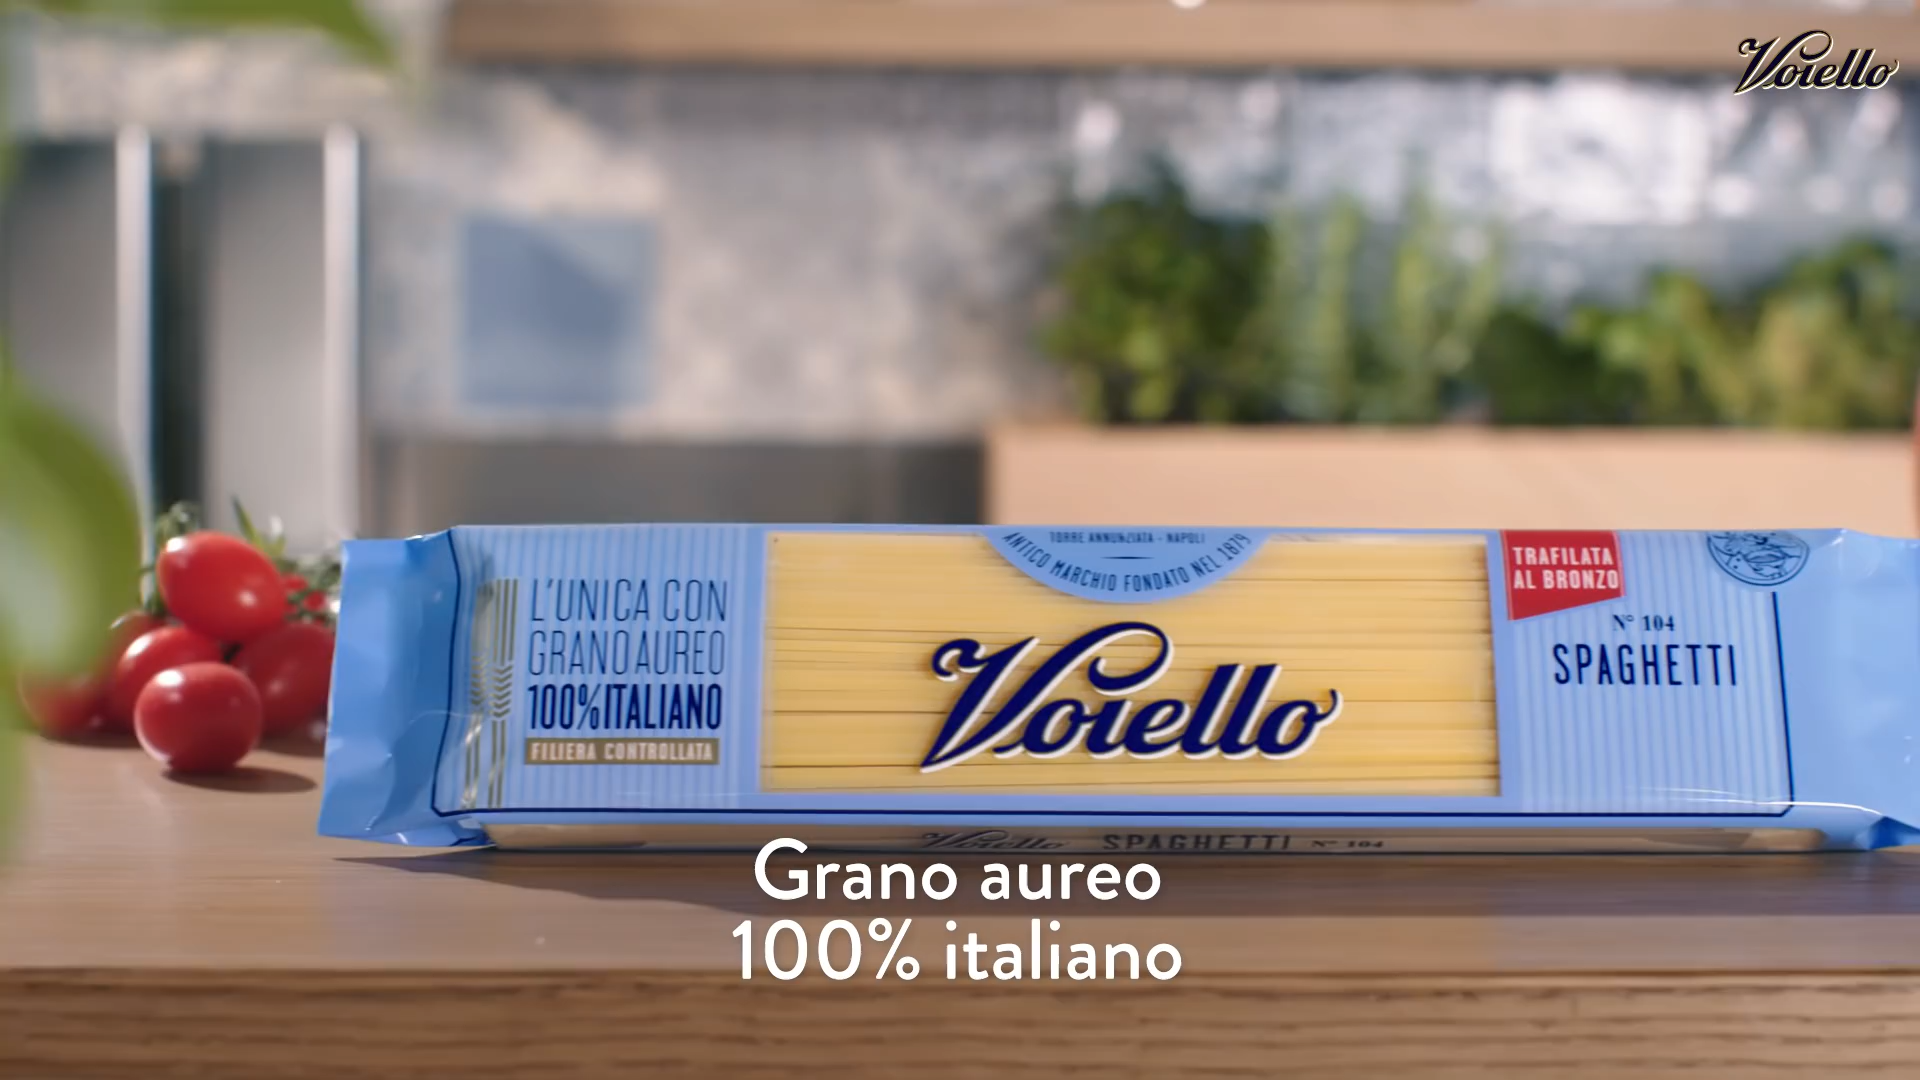 Voiello
TORRE ANNUNZIATA - NAPOLI
ANTICO MARCHIO FONDATO NEL 1879
L'UNICA CON
GRANO AUREO
100% ITALIANO
FILIERA CONTROLLATA
Voiello
TRAFILATA
AL BRONZO
N° 104
SPAGHETTI
Voiello SPAGHETTI N° 104
Grano aureo
100% italiano